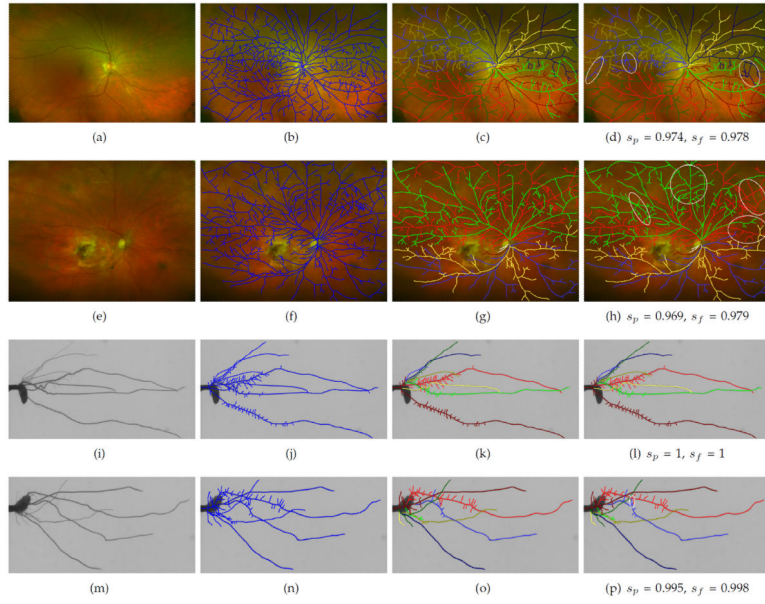 (a) (b) (c) (d) s_p = 0.974, s_f = 0.978
(e) (f) (g) (h) s_p = 0.969, s_f = 0.979
(i) (j) (k) (l) s_p = 1, s_f = 1
(m) (n) (o) (p) s_p = 0.995, s_f = 0.998